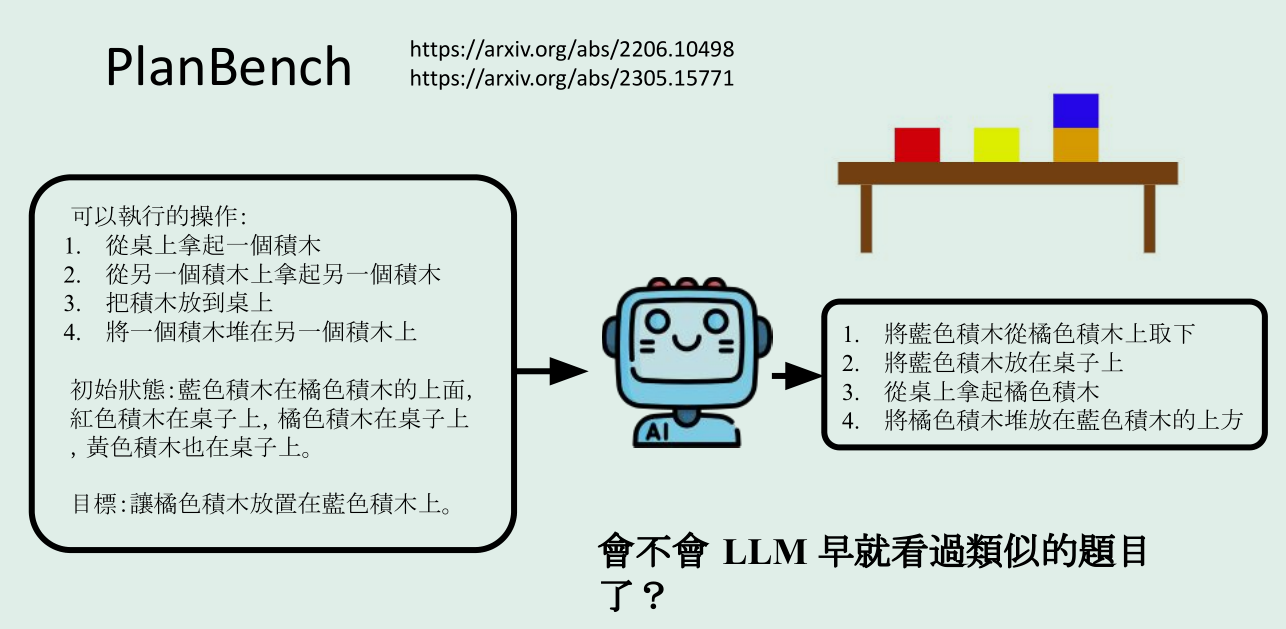 PlanBench
https://arxiv.org/abs/2206.10498
https://arxiv.org/abs/2305.15771
可以執行的操作:
1. 從桌上拿起一個積木
2. 從另一個積木上拿起另一個積木
3. 把積木放到桌上
4. 將一個積木堆在另一個積木上
初始狀態:藍色積木在橘色積木的上面,
紅色積木在桌子上, 橘色積木在桌子上
, 黃色積木也在桌子上。
目標:讓橘色積木放置在藍色積木上。
AI
1. 將藍色積木從橘色積木上取下
2. 將藍色積木放在桌子上
3. 從桌上拿起橘色積木
4. 將橘色積木堆放在藍色積木的上方
會不會 LLM 早就看過類似的題目
了?